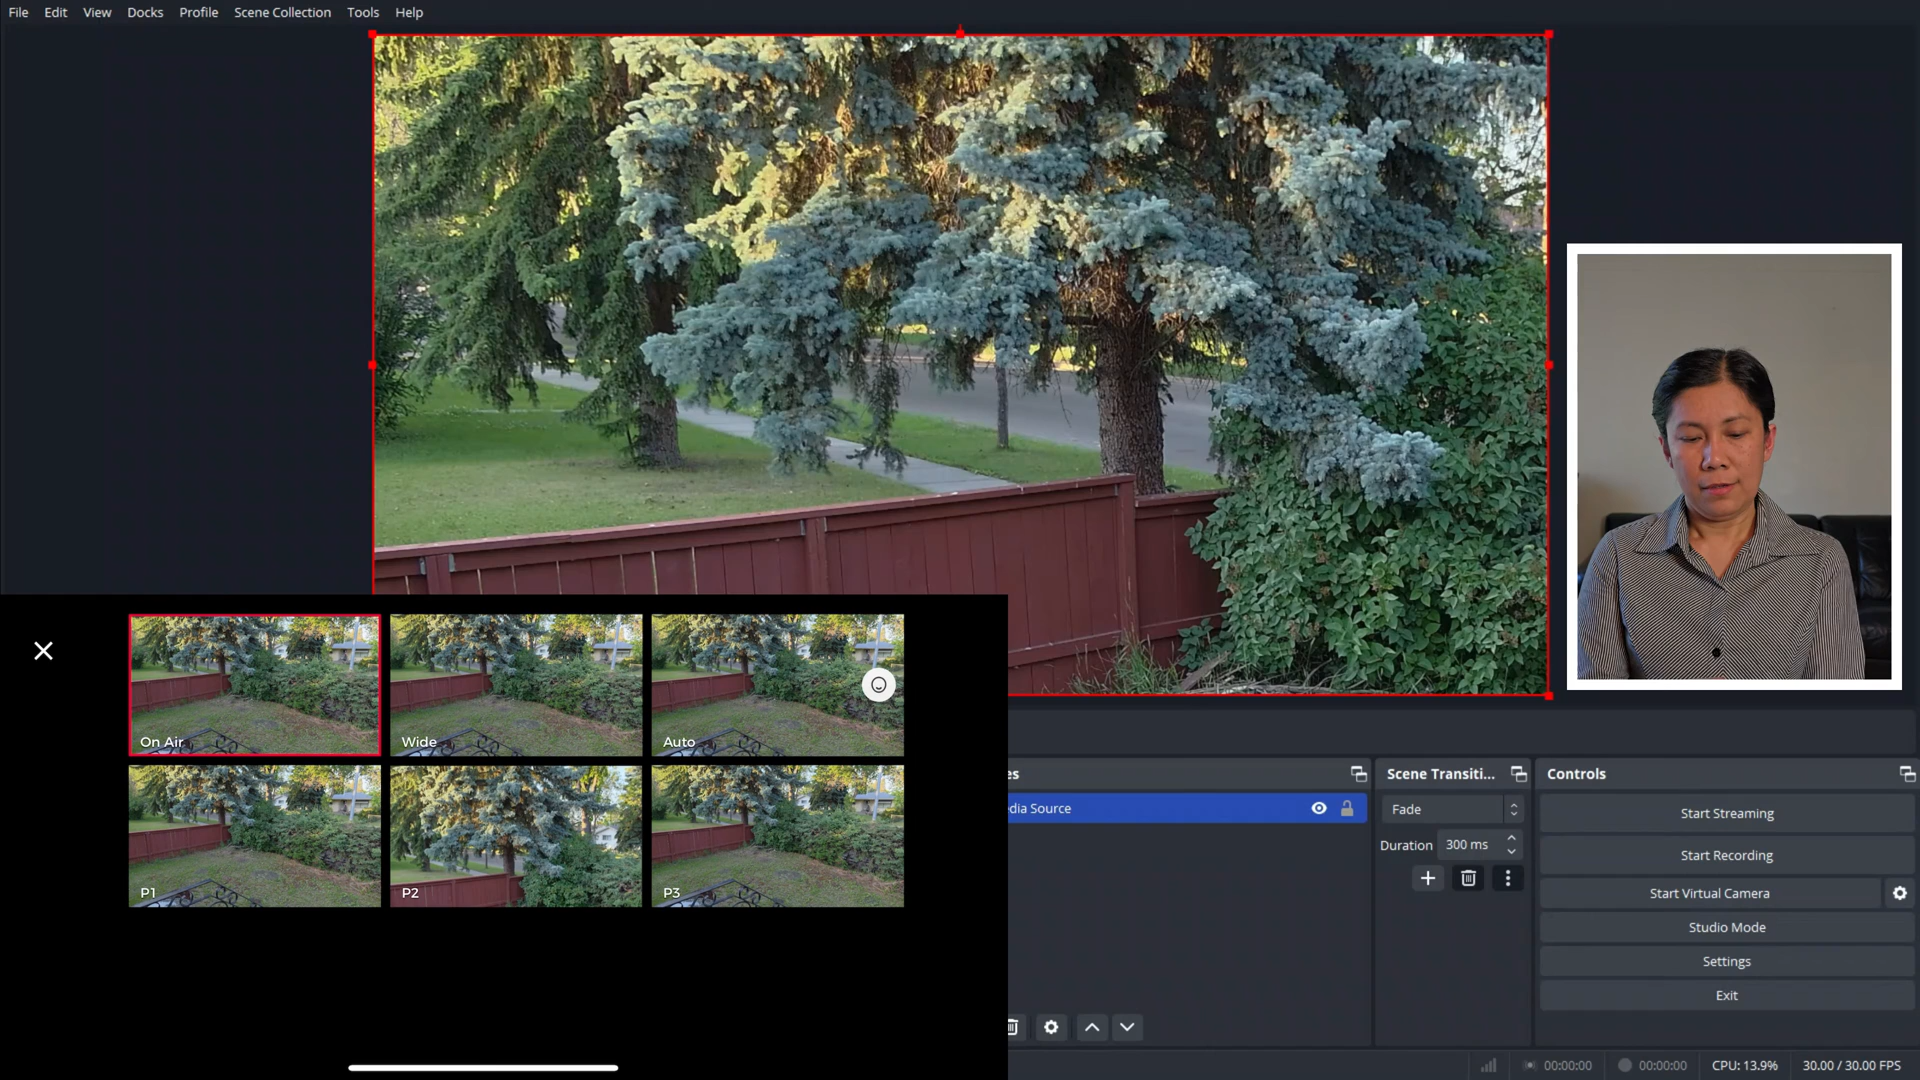 File Edit View Docks Profile Scene Collection Tools Help
On Air
Wide
Auto
P1
P2
P3
es
dia Source
Scene Transiti...
Fade
Duration 300 ms
Controls
Start Streaming
Start Recording
Start Virtual Camera
Studio Mode
Settings
Exit
00:00:00 00:00:00 CPU: 13.9% 30.00 / 30.00 FPS